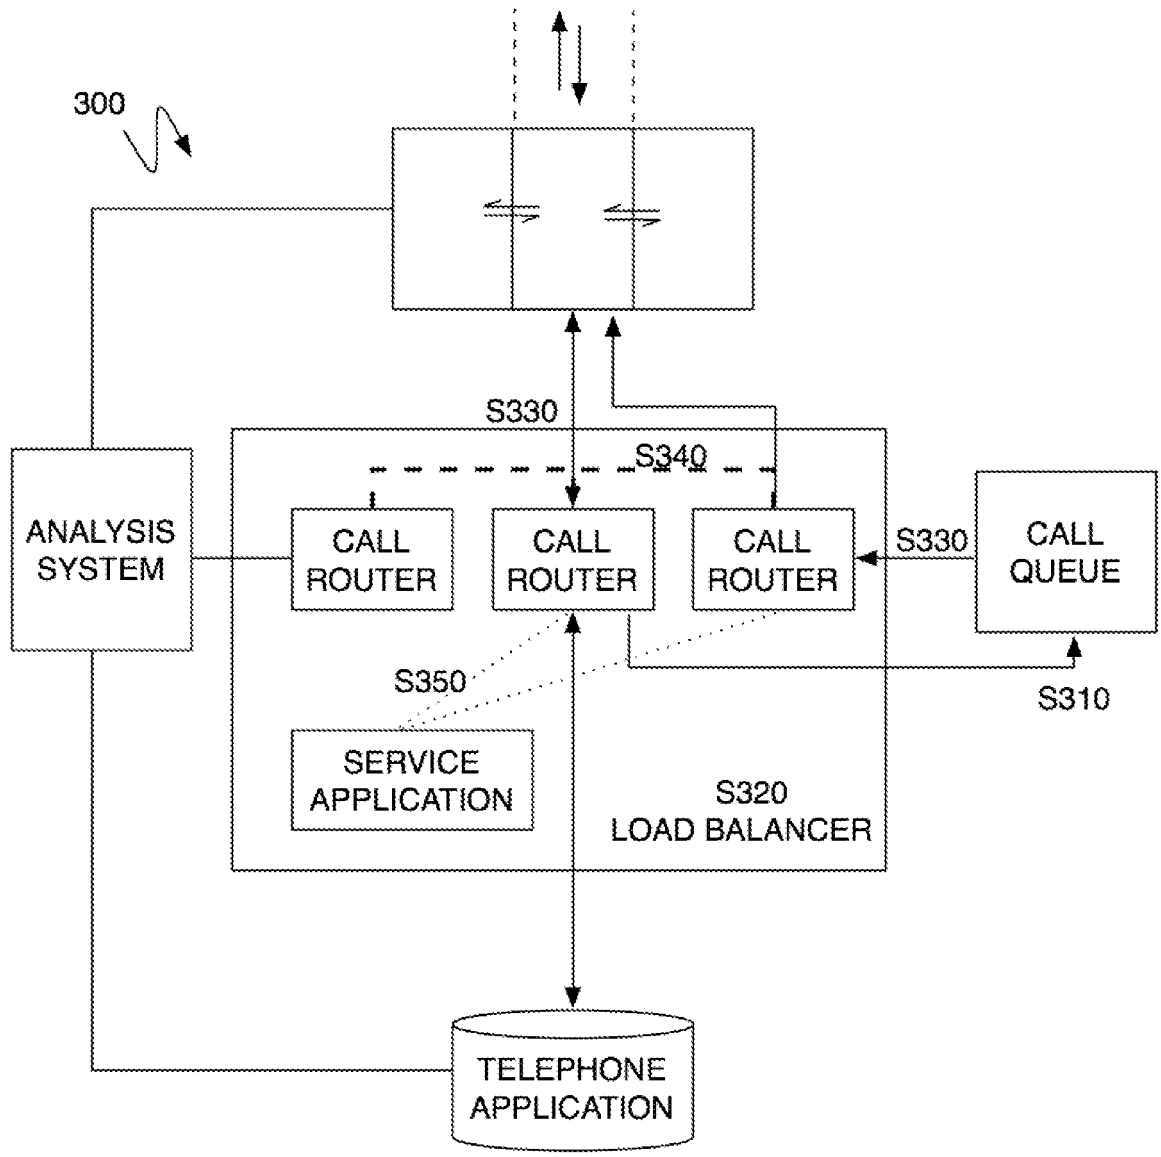 300
S330
S340
ANALYSIS
SYSTEM
CALL
ROUTER
CALL
ROUTER
CALL
ROUTER
S330
CALL
QUEUE
S350
S310
SERVICE
APPLICATION
S320
LOAD BALANCER
TELEPHONE
APPLICATION